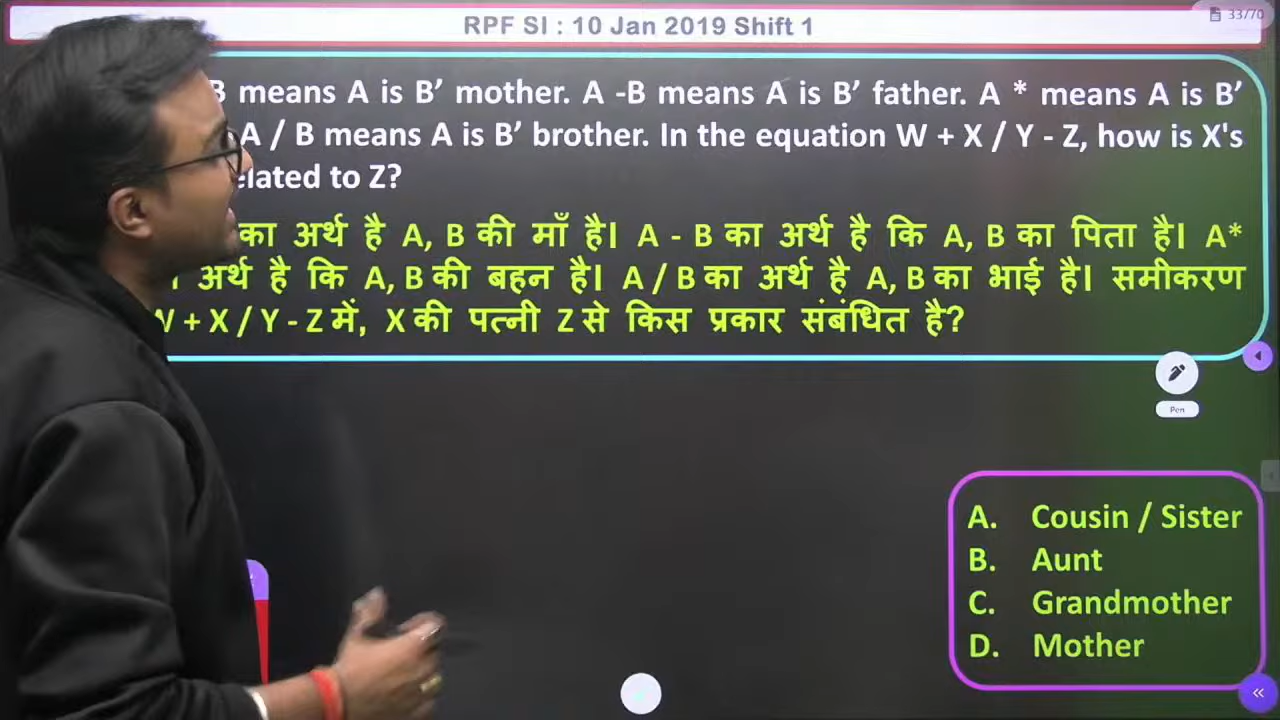 RPF SI : 10 Jan 2019 Shift 1
33/70
B means A is B’ mother. A -B means A is B’ father. A * means A is B’
A / B means A is B’ brother. In the equation W + X / Y - Z, how is X's
elated to Z?
का अर्थ है A, B की माँ है। A - B का अर्थ है कि A, B का पिता है। A*
अर्थ है कि A, B की बहन है। A / B का अर्थ है A, B का भाई है। समीकरण
W + X / Y - Z में, X की पत्नी Z से किस प्रकार संबंधित है?
Pen
A. Cousin / Sister
B. Aunt
C. Grandmother
D. Mother